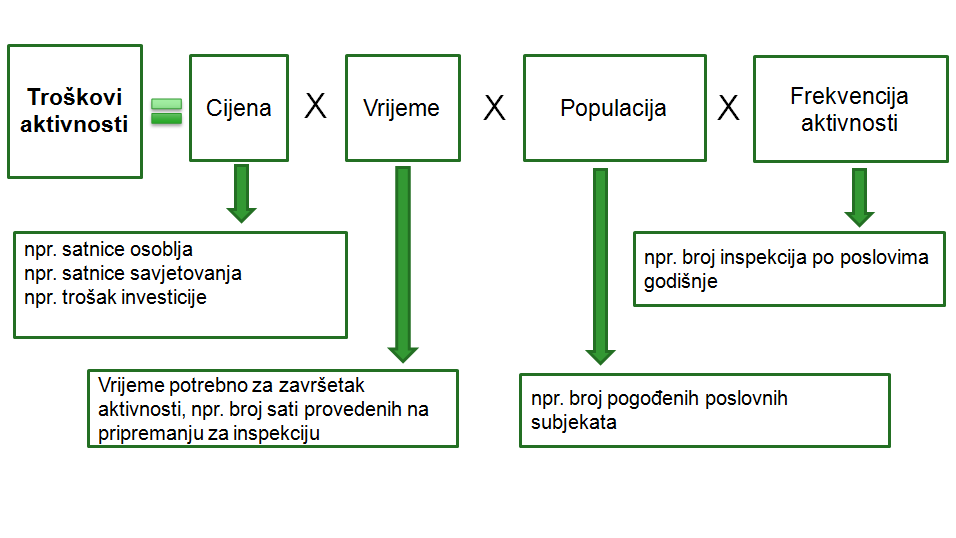 Troškovi
aktivnosti
Cijena
X
Vrijeme
X
Populacija
X
Frekvencija
aktivnosti
npr. satnice osoblja
npr. satnice savjetovanja
npr. trošak investicije
npr. broj inspekcija po poslovima
godišnje
Vrijeme potrebno za završetak
aktivnosti, npr. broj sati provedenih na
pripremanju za inspekciju
npr. broj pogođenih poslovnih
subjekata